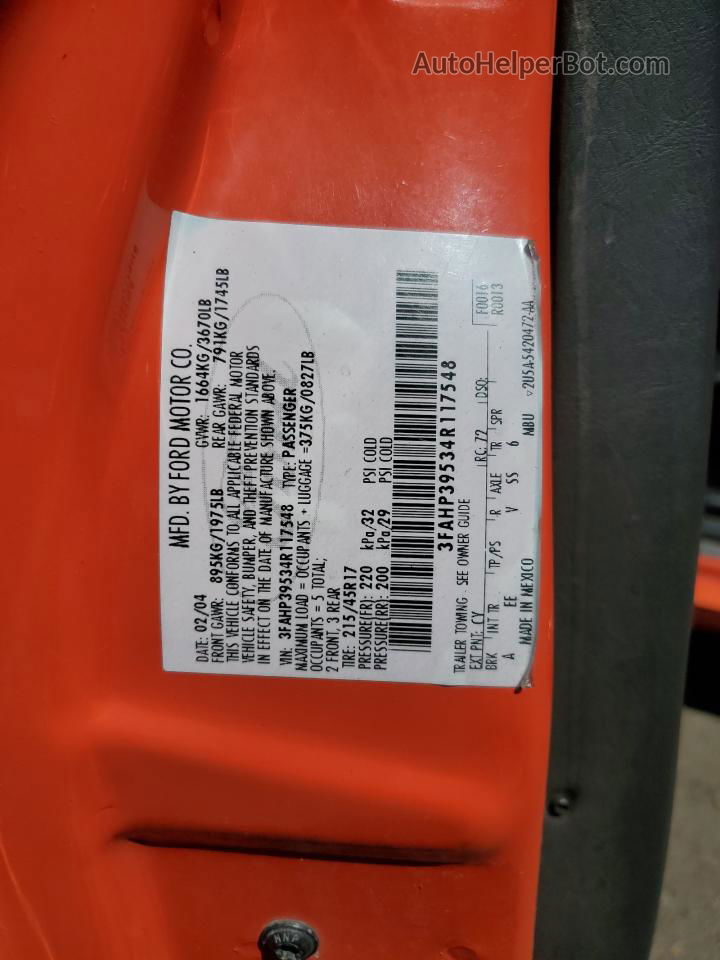 AutoHelperBot.com
MFD. BY FORD MOTOR CO.
DATE: 02/04 GVWR: 1664KG/3670LB
FRONT GAWR: 895KG/1975LB REAR GAWR: 791KG/1745LB
THIS VEHICLE CONFORMS TO ALL APPLICABLE FEDERAL MOTOR
VEHICLE SAFETY, BUMPER, AND THEFT PREVENTION STANDARDS
IN EFFECT ON THE DATE OF MANUFACTURE SHOWN ABOVE.
VIN: 3FAHP39534R117548 TYPE: PASSENGER
MAXIMUM LOAD = OCCUPANTS + LUGGAGE =375KG/0827LB
OCCUPANTS = 5 TOTAL;
2 FRONT, 3 REAR
TIRE: 215/45R17
PRESSURE(FR): 220 kPa/32 PSI COLD
PRESSURE(RR): 200 kPa/29 PSI COLD
3FAHP39534R117548
TRAILER TOWING - SEE OWNER GUIDE
EXT PNT: CY RC: 72 DSO: F0016
R0013
BRK INT TR TP/PS R AXLE TR SPR
A EE V SS 6
MADE IN MEXICO MBU v2U5A-5420472-AA